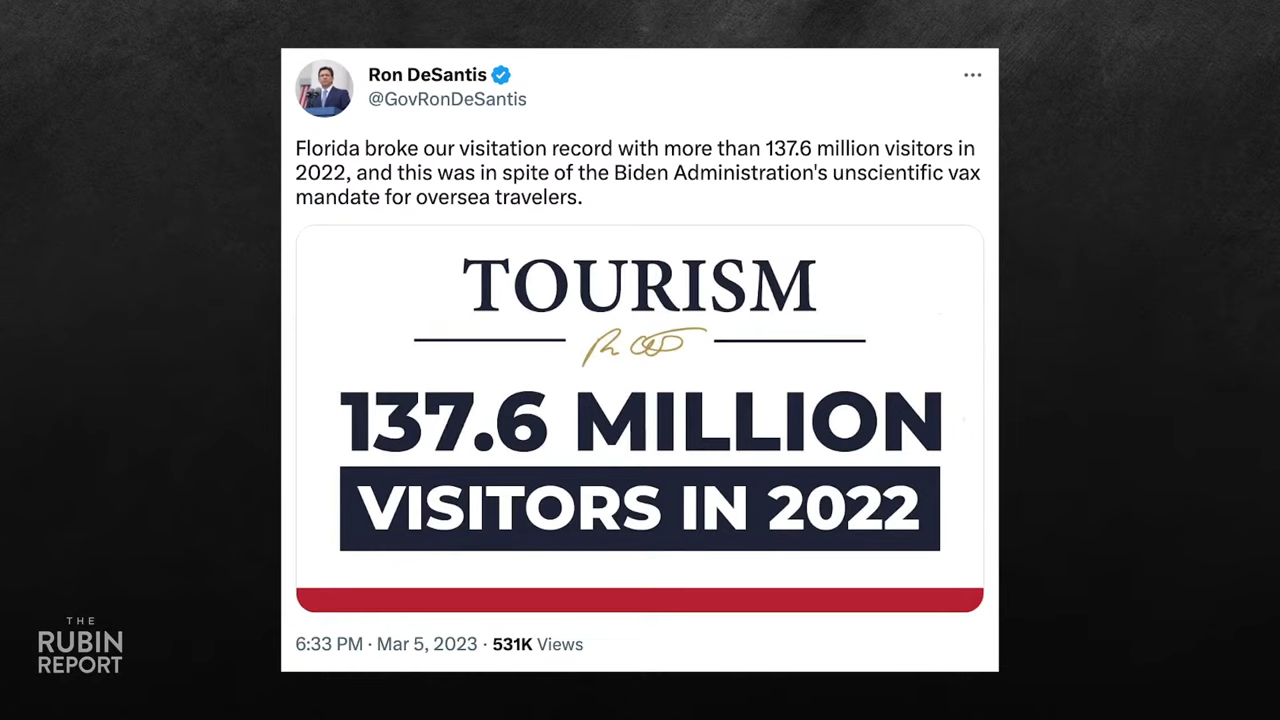 Ron DeSantis
@GovRonDeSantis
Florida broke our visitation record with more than 137.6 million visitors in
2022, and this was in spite of the Biden Administration's unscientific vax
mandate for oversea travelers.
TOURISM
137.6 MILLION
VISITORS IN 2022
6:33 PM · Mar 5, 2023 · 531K Views
THE
RUBIN
REPORT